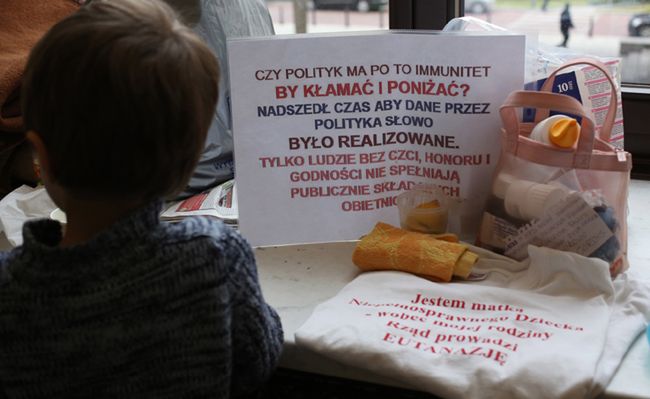 CZY POLITYK MA PO TO IMMUNITET
BY KŁAMAĆ I PONIŻAĆ?
NADSZEDŁ CZAS ABY DANE PRZEZ
POLITYKA SŁOWO
BYŁO REALIZOWANE.
TYLKO LUDZIE BEZ CZCI, HONORU I
GODNOŚCI NIE SPEŁNIAJĄ
PUBLICZNIE SKŁADANYCH
OBIETNIC
10
Jestem matką
Niepełnosprawnego Dziecka
- wobec mojej rodziny
Rząd prowadzi
EUTANAZJĘ